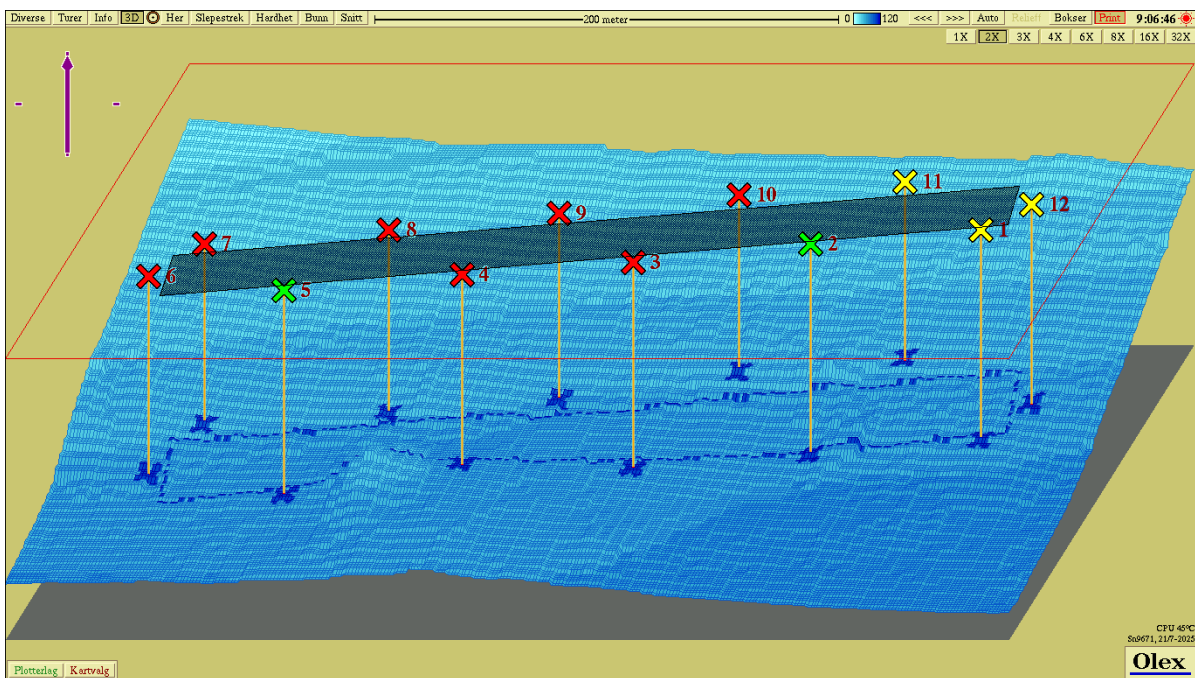 Diverse Turer Info 3D Her Slepestrek Hardhet Bunn Snitt 200 meter 0 120 <<< >>> Auto Relieff Bokser Print 9:06:46
1X 2X 3X 4X 6X 8X 16X 32X
11
10
12
9
1
8
2
7
3
6
4
5
CPU 45°C
Sn9671, 21/7-2025
Plotterlag Kartvalg
Olex